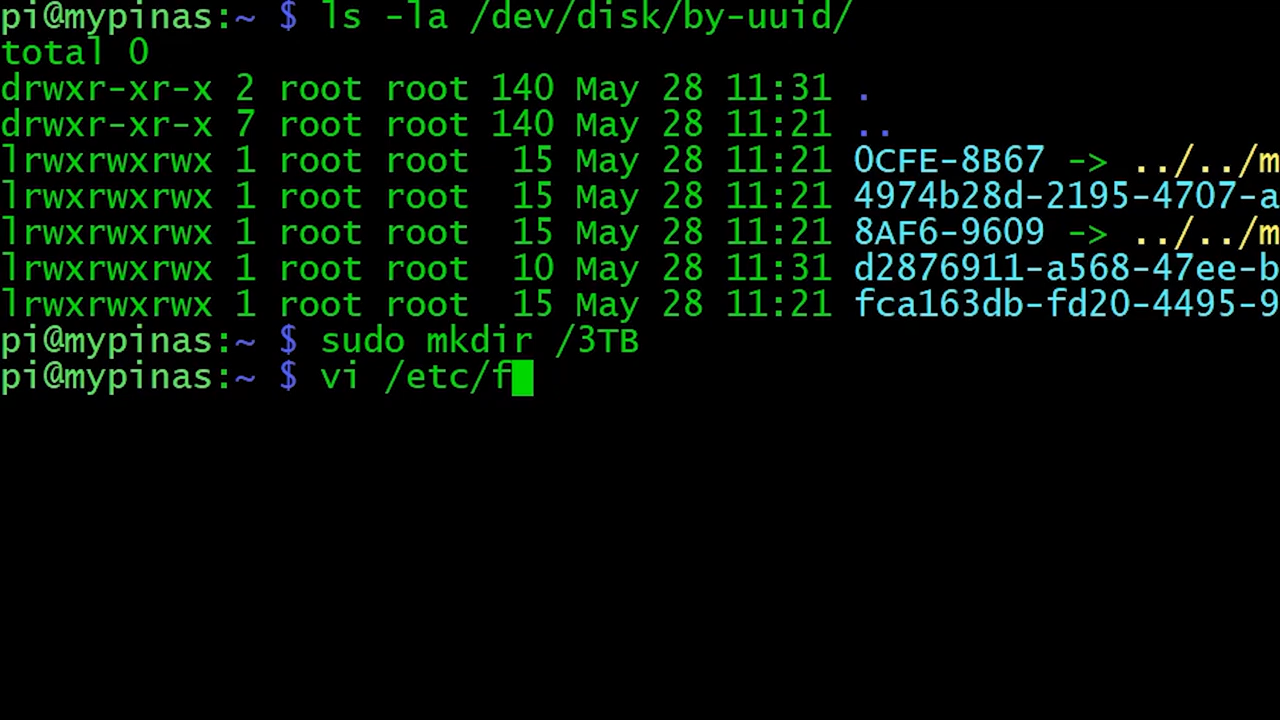 pi@mypinas:~ $ ls -la /dev/disk/by-uuid/
total 0
drwxr-xr-x 2 root root 140 May 28 11:31 .
drwxr-xr-x 7 root root 140 May 28 11:21 ..
lrwxrwxrwx 1 root root  15 May 28 11:21 0CFE-8B67 -> ../../m
lrwxrwxrwx 1 root root  15 May 28 11:21 4974b28d-2195-4707-a
lrwxrwxrwx 1 root root  15 May 28 11:21 8AF6-9609 -> ../../m
lrwxrwxrwx 1 root root  10 May 28 11:31 d2876911-a568-47ee-b
lrwxrwxrwx 1 root root  15 May 28 11:21 fca163db-fd20-4495-9
pi@mypinas:~ $ sudo mkdir /3TB
pi@mypinas:~ $ vi /etc/f